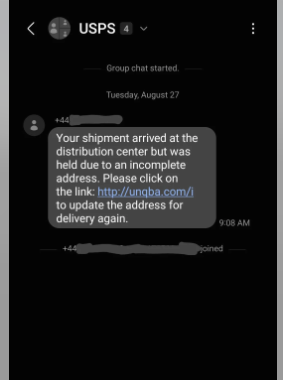 USPS 4
Group chat started.
Tuesday, August 27
+44
Your shipment arrived at the
distribution center but was
held due to an incomplete
address. Please click on
the link: http://unqba.com/i
to update the address for
delivery again.
9:08 AM
+44 joined